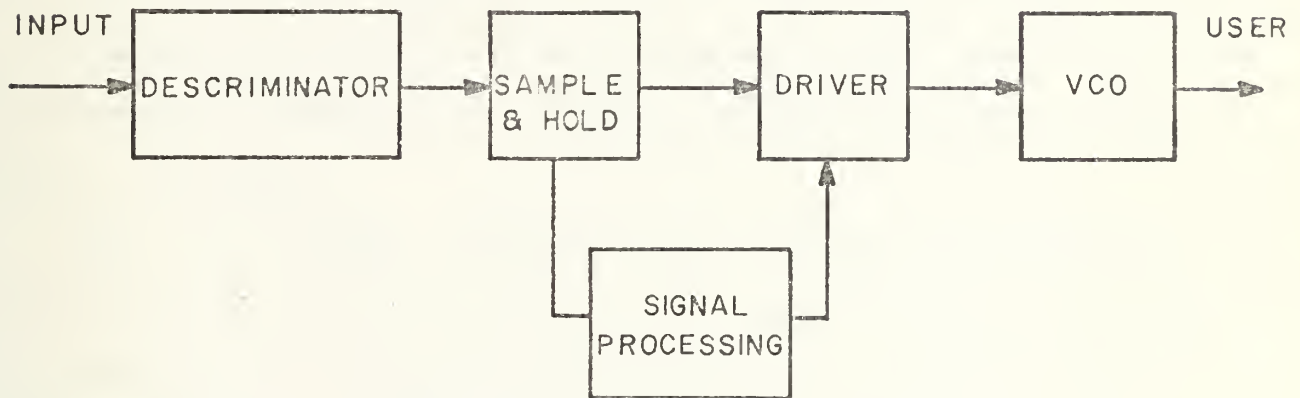 INPUT
DESCRIMINATOR
SAMPLE
& HOLD
DRIVER
VCO
USER
SIGNAL
PROCESSING